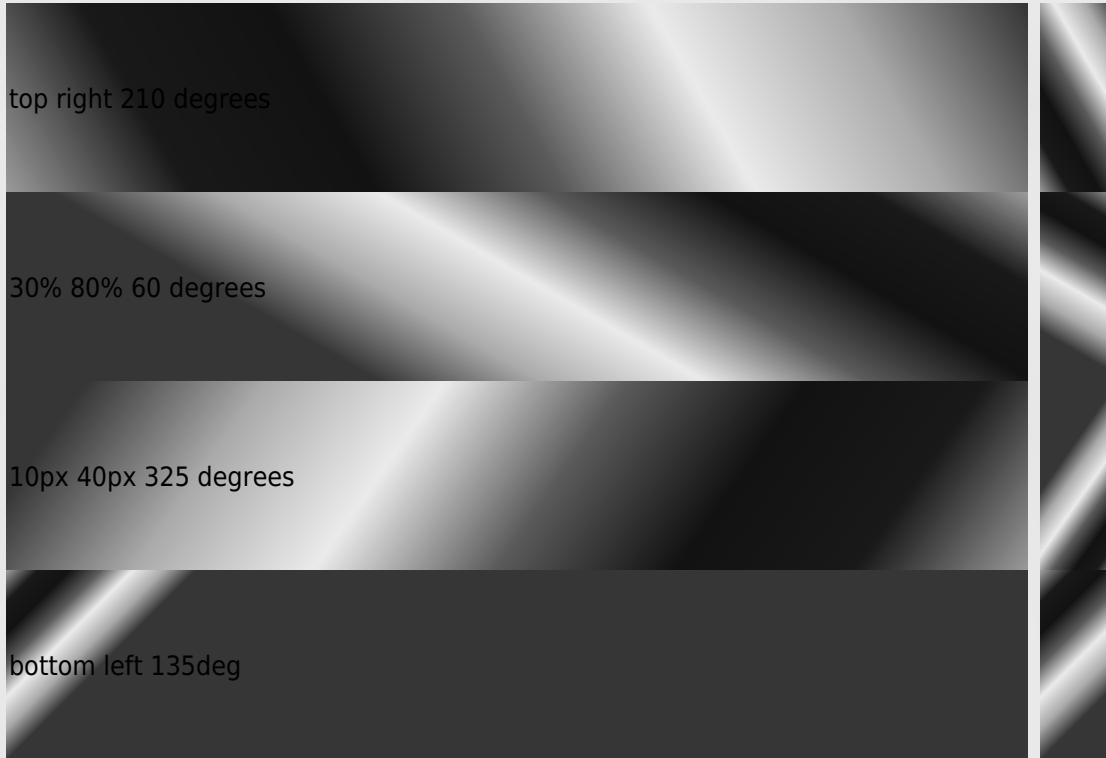 top right 210 degrees
30% 80% 60 degrees
10px 40px 325 degrees
bottom left 135deg